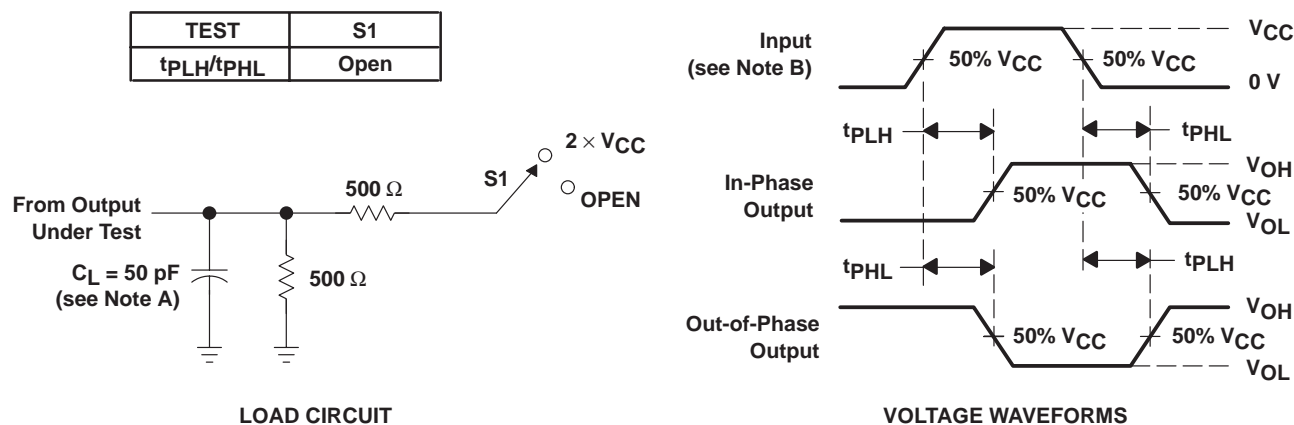 TEST S1
tPLH/tPHL Open
2 × VCC
S1
OPEN
500 Ω
From Output
Under Test
CL = 50 pF
(see Note A)
500 Ω
LOAD CIRCUIT
Input
(see Note B)
50% VCC
50% VCC
VCC
0 V
tPLH
tPHL
In-Phase
Output
50% VCC
50% VCC
VOH
VOL
tPHL
tPLH
Out-of-Phase
Output
50% VCC
50% VCC
VOH
VOL
VOLTAGE WAVEFORMS